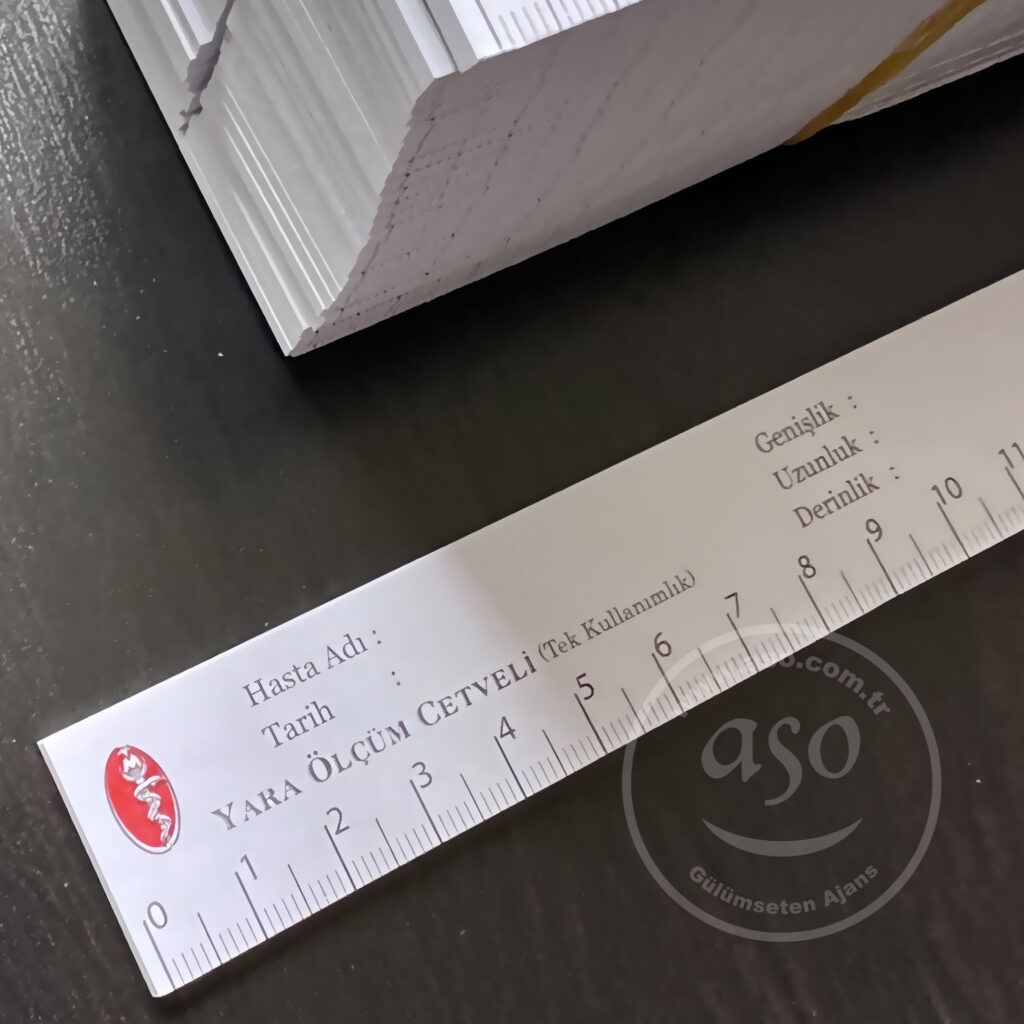 Hasta Adı :
Tarih :
YARA ÖLÇÜM CETVELİ (Tek Kullanımlık)
Genişlik :
Uzunluk :
Derinlik :
0 1 2 3 4 5 6 7 8 9 10 11
aso
Gülümseten Ajans